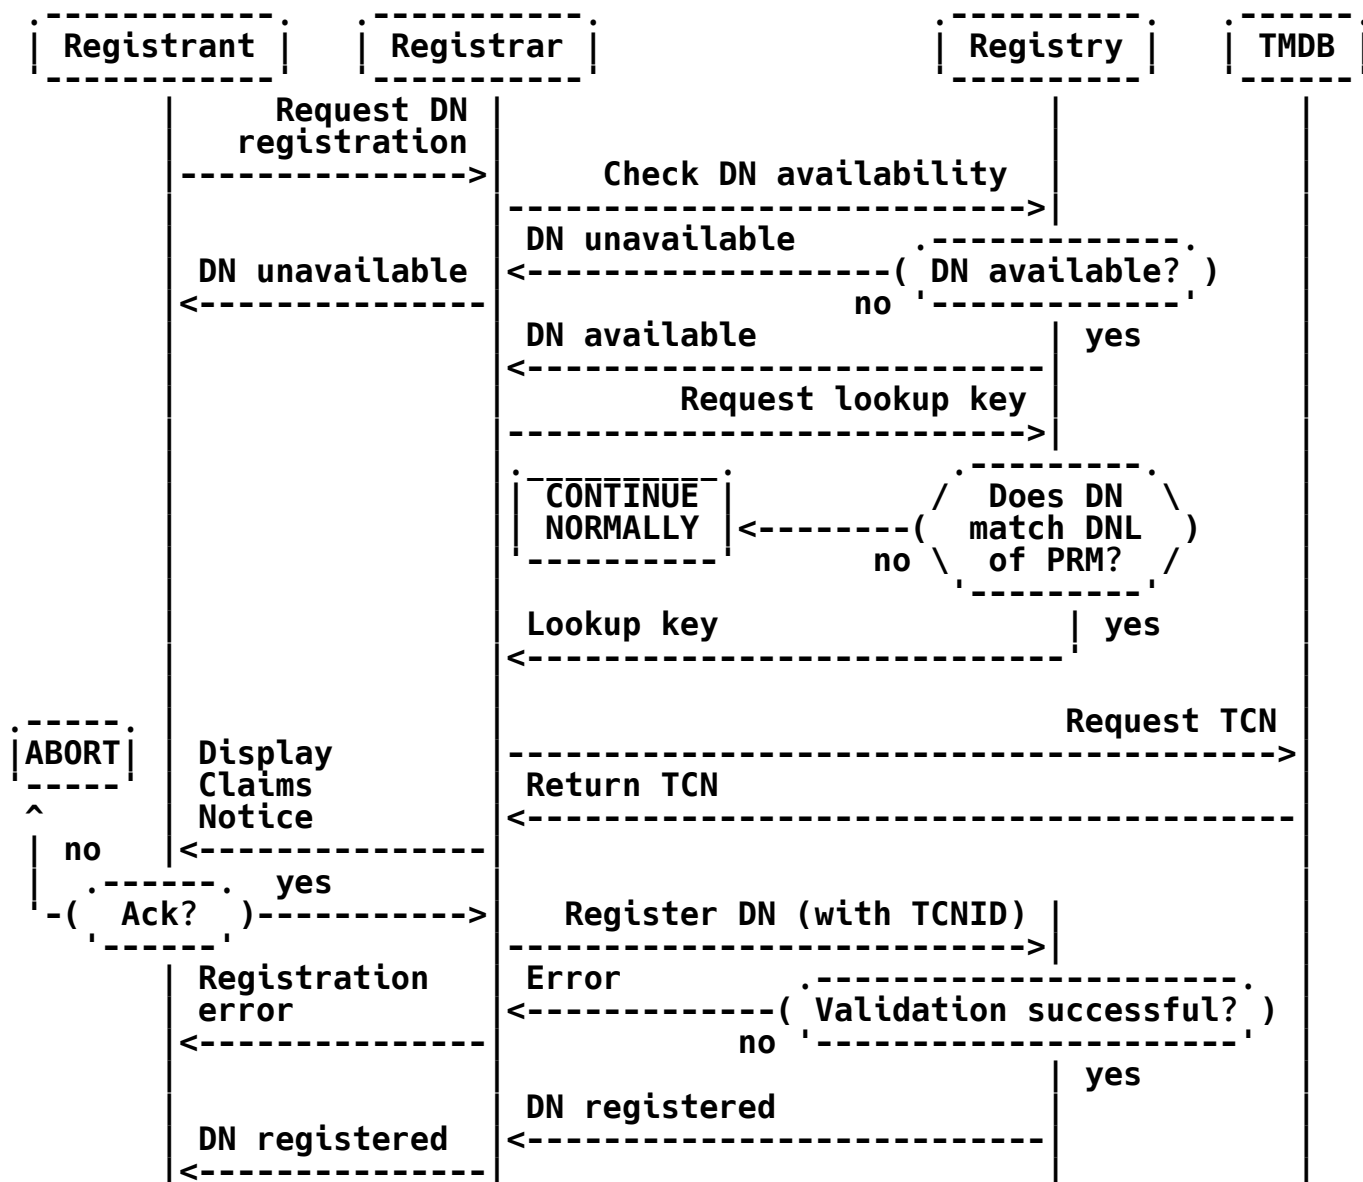 Registrant Registrar Registry TMDB
Request DN
registration
Check DN availability
DN unavailable
DN unavailable DN available?
no
DN available yes
Request lookup key
CONTINUE Does DN
NORMALLY match DNL
no of PRM?
Lookup key yes
Request TCN
ABORT Display
Claims Return TCN
Notice
no
yes
Ack? Register DN (with TCNID)
Registration Error
error Validation successful?
no
yes
DN registered
DN registered